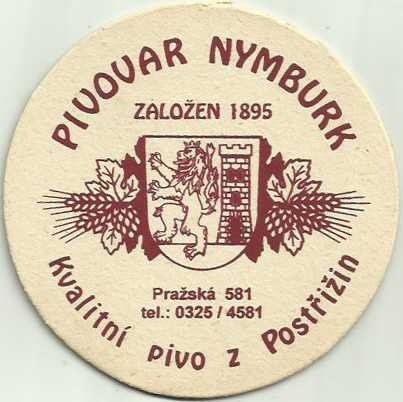 PIVOVAR NYMBURK
ZALOŽEN 1895
Pražská 581
tel.: 0325 / 4581
Kvalitní pivo z Postřižin